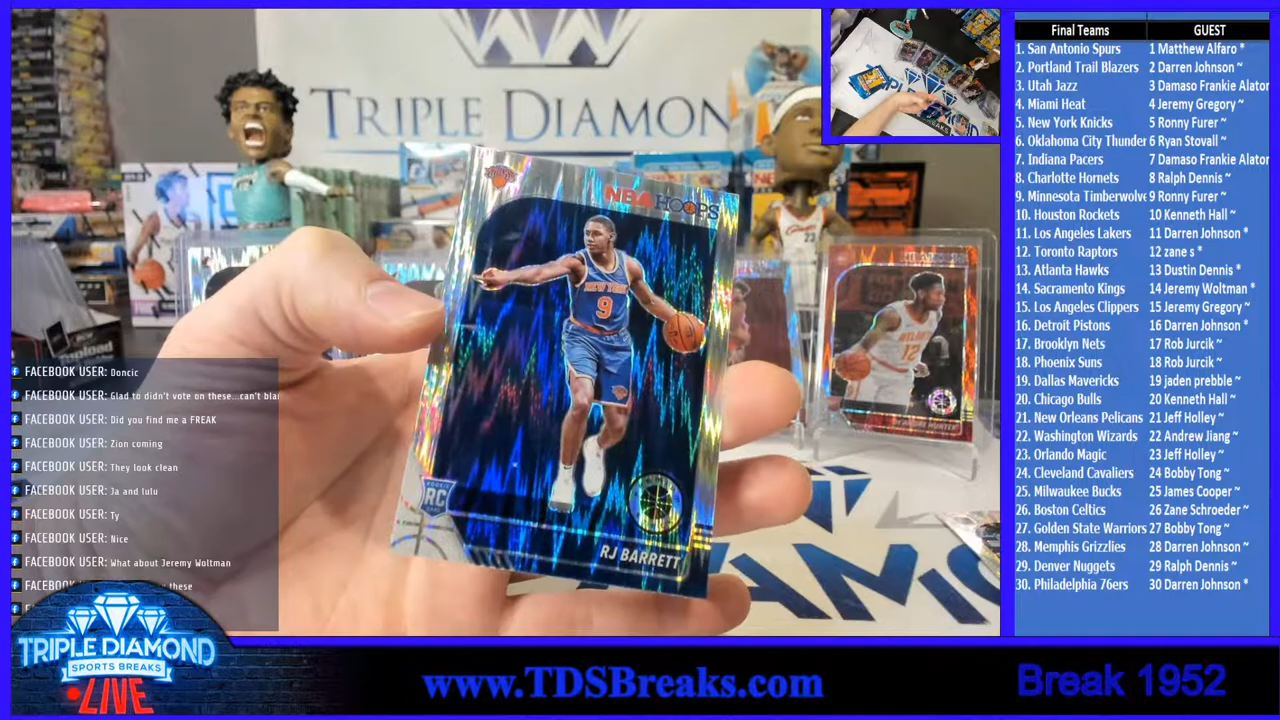 TRIPLE DIAMOND
NBA HOOPS
NEW YORK
9
RC
RJ BARRETT
ATLANTA
12
DE'ANDRE HUNTER
23
FACEBOOK USER: Doncic
FACEBOOK USER: Glad to didn't vote on these...can't bla
FACEBOOK USER: Did you find me a FREAK
FACEBOOK USER: Zion coming
FACEBOOK USER: They look clean
FACEBOOK USER: Ja and lulu
FACEBOOK USER: Ty
FACEBOOK USER: Nice
FACEBOOK USER: What about Jeremy Woltman
FACEBOOK these
TRIPLE DIAMOND
SPORTS BREAKS
LIVE
www.TDSBreaks.com
Break 1952
Final Teams GUEST
1. San Antonio Spurs 1 Matthew Alfaro *
2. Portland Trail Blazers 2 Darren Johnson ~
3. Utah Jazz 3 Damaso Frankie Alator
4. Miami Heat 4 Jeremy Gregory ~
5. New York Knicks 5 Ronny Furer ~
6. Oklahoma City Thunder 6 Ryan Stovall ~
7. Indiana Pacers 7 Damaso Frankie Alator
8. Charlotte Hornets 8 Ralph Dennis ~
9. Minnesota Timberwolve 9 Ronny Furer ~
10. Houston Rockets 10 Kenneth Hall ~
11. Los Angeles Lakers 11 Darren Johnson *
12. Toronto Raptors 12 zane s *
13. Atlanta Hawks 13 Dustin Dennis *
14. Sacramento Kings 14 Jeremy Woltman *
15. Los Angeles Clippers 15 Jeremy Gregory ~
16. Detroit Pistons 16 Darren Johnson *
17. Brooklyn Nets 17 Rob Jurcik ~
18. Phoenix Suns 18 Rob Jurcik ~
19. Dallas Mavericks 19 jaden prebble ~
20. Chicago Bulls 20 Kenneth Hall ~
21. New Orleans Pelicans 21 Jeff Holley ~
22. Washington Wizards 22 Andrew Jiang ~
23. Orlando Magic 23 Jeff Holley ~
24. Cleveland Cavaliers 24 Bobby Tong ~
25. Milwaukee Bucks 25 James Cooper ~
26. Boston Celtics 26 Zane Schroeder ~
27. Golden State Warriors 27 Bobby Tong ~
28. Memphis Grizzlies 28 Darren Johnson ~
29. Denver Nuggets 29 Ralph Dennis ~
30. Philadelphia 76ers 30 Darren Johnson *